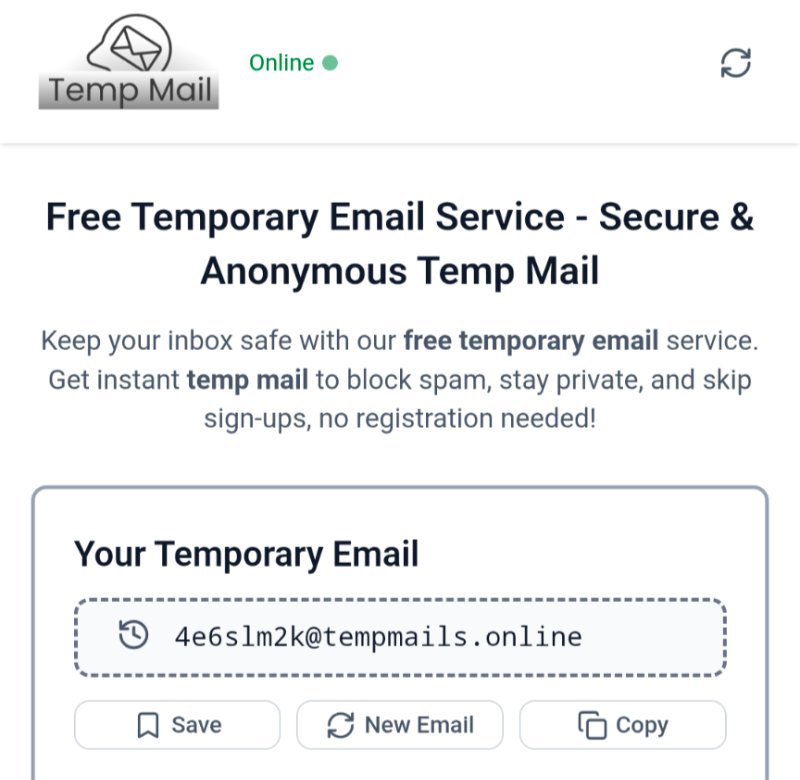 Temp Mail
Online
Free Temporary Email Service - Secure &
Anonymous Temp Mail
Keep your inbox safe with our free temporary email service.
Get instant temp mail to block spam, stay private, and skip
sign-ups, no registration needed!
Your Temporary Email
4e6slm2k@tempmails.online
Save
New Email
Copy